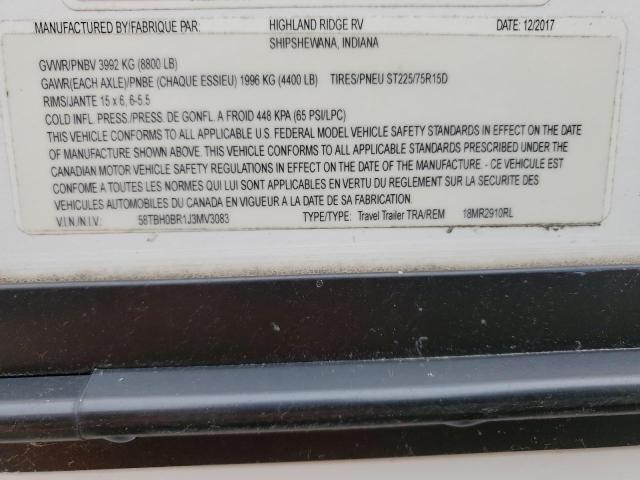 MANUFACTURED BY/FABRIQUE PAR: HIGHLAND RIDGE RV DATE: 12/2017
SHIPSHEWANA, INDIANA
GVWR/PNBV 3992 KG (8800 LB)
GAWR(EACH AXLE)/PNBE (CHAQUE ESSIEU) 1996 KG (4400 LB) TIRES/PNEU ST225/75R15D
RIMS/JANTE 15 x 6, 6-5.5
COLD INFL. PRESS./PRESS. DE GONFL. A FROID 448 KPA (65 PSI/LPC)
THIS VEHICLE CONFORMS TO ALL APPLICABLE U.S. FEDERAL MODEL VEHICLE SAFETY STANDARDS IN EFFECT ON THE DATE
OF MANUFACTURE SHOWN ABOVE. THIS VEHICLE CONFORMS TO ALL APPLICABLE STANDARDS PRESCRIBED UNDER THE
CANADIAN MOTOR VEHICLE SAFETY REGULATIONS IN EFFECT ON THE DATE OF THE MANUFACTURE. - CE VEHICULE EST
CONFOME A TOUTES LES NORMES QUI LUI SONT APPLICABLES EN VERTU DU REGLEMENT SUR LA SECURITE DES
VEHICULES AUTOMOBILES DU CANADA EN VIGUEUR A LA DATE DE SA FABRICATION
V.I.N./N.I.V: 58TBH0BR1J3MV3083 TYPE/TYPE: Travel Trailer TRA/REM 18MR2910RL